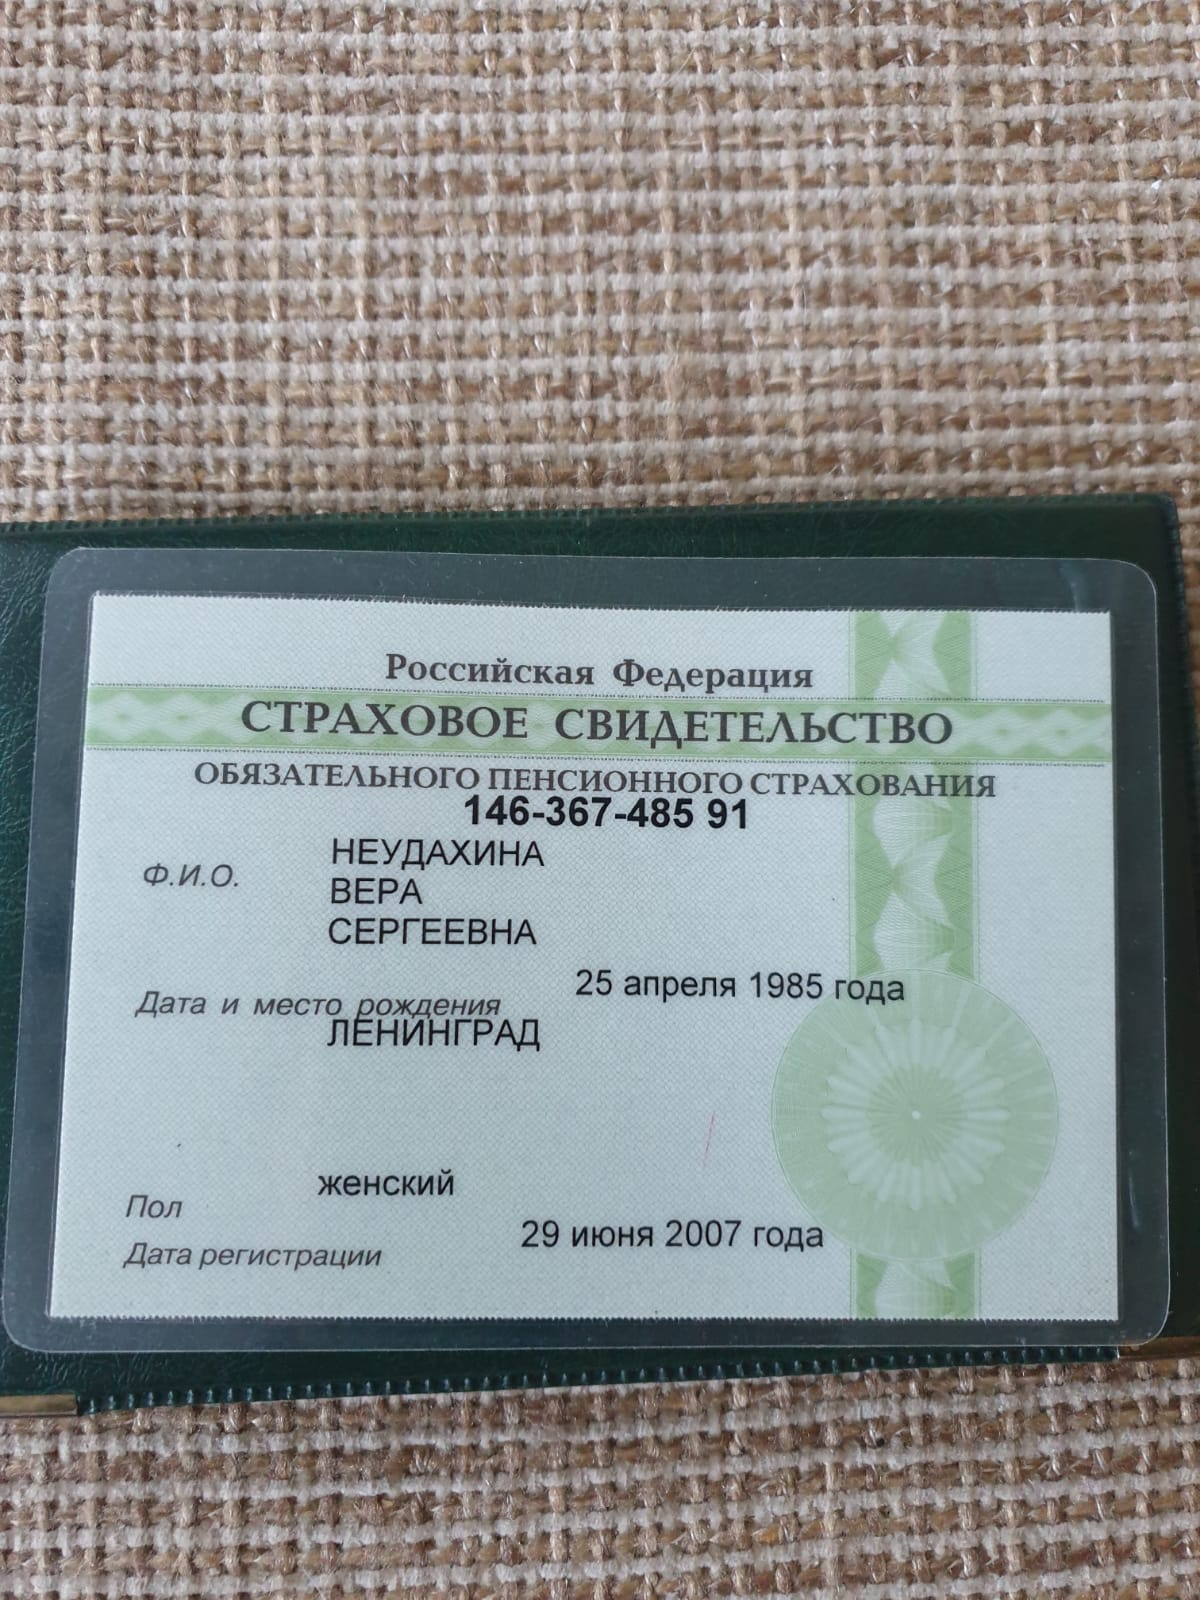 Российская Федерация
СТРАХОВОЕ СВИДЕТЕЛЬСТВО
ОБЯЗАТЕЛЬНОГО ПЕНСИОННОГО СТРАХОВАНИЯ
146-367-485 91
Ф.И.О.
НЕУДАХИНА
ВЕРА
СЕРГЕЕВНА
Дата и место рождения 25 апреля 1985 года
ЛЕНИНГРАД
Пол женский
Дата регистрации 29 июня 2007 года